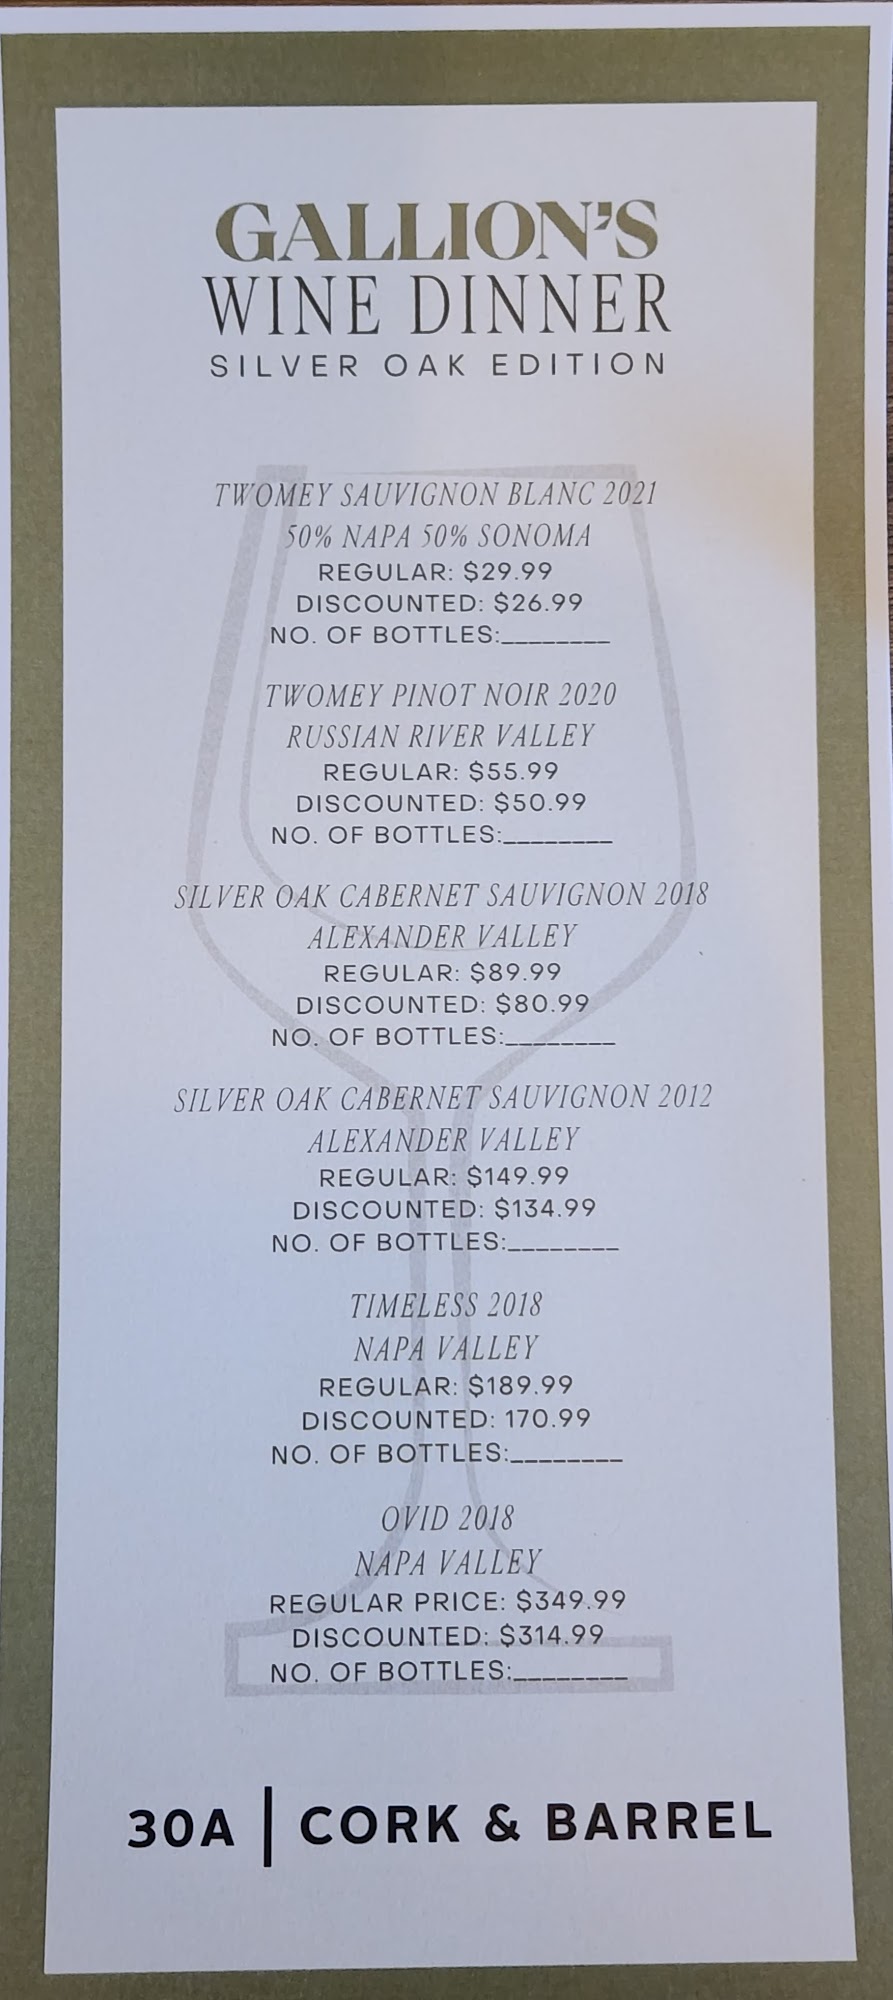 GALLION'S
WINE DINNER
SILVER OAK EDITION
TWOMEY SAUVIGNON BLANC 2021
50% NAPA 50% SONOMA
REGULAR: $29.99
DISCOUNTED: $26.99
NO. OF BOTTLES:________
TWOMEY PINOT NOIR 2020
RUSSIAN RIVER VALLEY
REGULAR: $55.99
DISCOUNTED: $50.99
NO. OF BOTTLES:________
SILVER OAK CABERNET SAUVIGNON 2018
ALEXANDER VALLEY
REGULAR: $89.99
DISCOUNTED: $80.99
NO. OF BOTTLES:________
SILVER OAK CABERNET SAUVIGNON 2012
ALEXANDER VALLEY
REGULAR: $149.99
DISCOUNTED: $134.99
NO. OF BOTTLES:________
TIMELESS 2018
NAPA VALLEY
REGULAR: $189.99
DISCOUNTED: 170.99
NO. OF BOTTLES:________
OVID 2018
NAPA VALLEY
REGULAR PRICE: $349.99
DISCOUNTED: $314.99
NO. OF BOTTLES:________
30A | CORK & BARREL